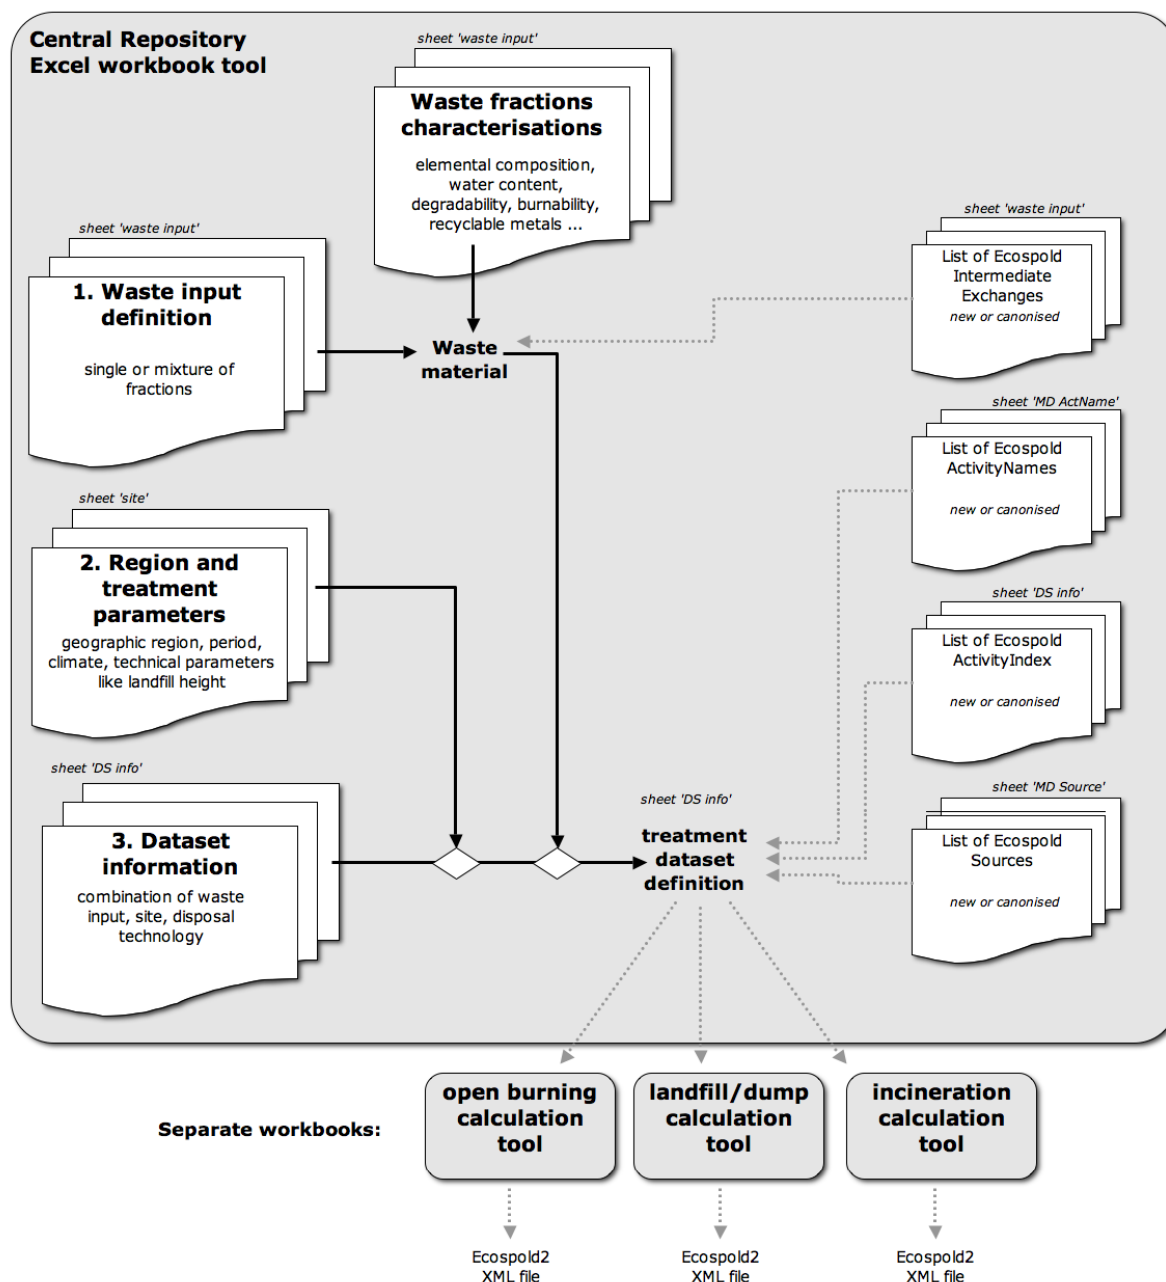 Central Repository
Excel workbook tool
sheet 'waste input'
Waste fractions
characterisations
elemental composition,
water content,
degradability, burnability,
recyclable metals ...
sheet 'waste input'
1. Waste input
definition
single or mixture of
fractions
Waste
material
sheet 'waste input'
List of Ecospold
Intermediate
Exchanges
new or canonised
sheet 'MD ActName'
List of Ecospold
ActivityNames
new or canonised
sheet 'site'
2. Region and
treatment
parameters
geographic region, period,
climate, technical parameters
like landfill height
sheet 'DS info'
List of Ecospold
ActivityIndex
new or canonised
sheet 'DS info'
3. Dataset
information
combination of waste
input, site, disposal
technology
sheet 'DS info'
treatment
dataset
definition
sheet 'MD Source'
List of Ecospold
Sources
new or canonised
Separate workbooks:
open burning
calculation
tool
landfill/dump
calculation
tool
incineration
calculation
tool
Ecospold2
XML file
Ecospold2
XML file
Ecospold2
XML file